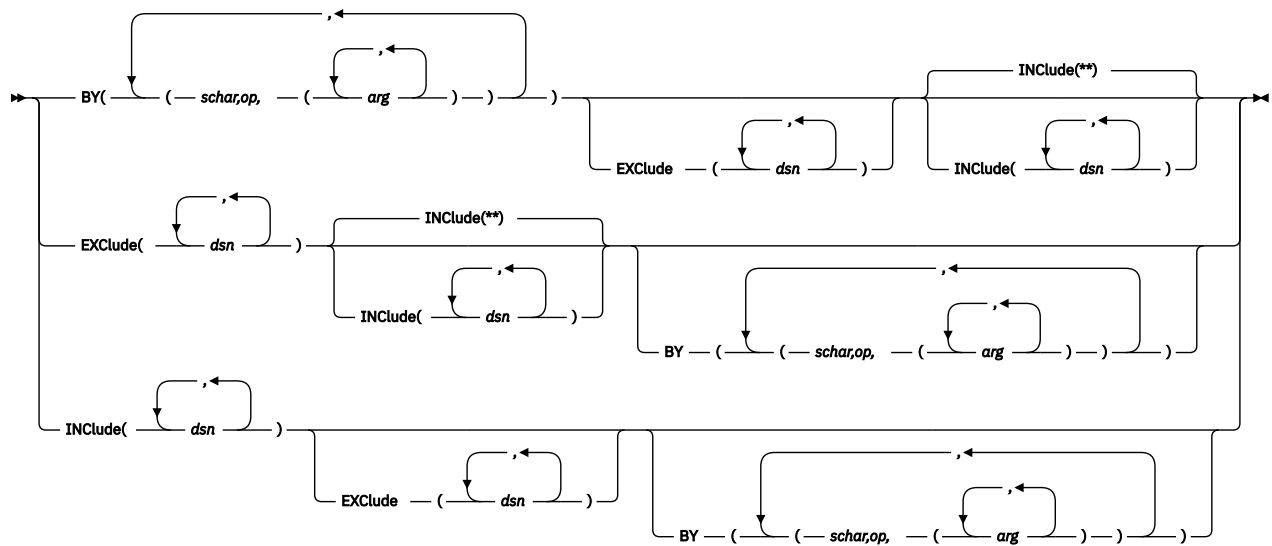 ,
,
INClude(**)
BY( ( schar,op, ( arg ) ) )
, ,
EXClude ( dsn ) INClude( dsn )
,
INClude(**)
EXClude( dsn )
, ,
INClude( dsn )
,
BY ( ( schar,op, ( arg ) ) )
,
INClude( dsn )
, ,
EXClude ( dsn )
,
BY ( ( schar,op, ( arg ) ) )